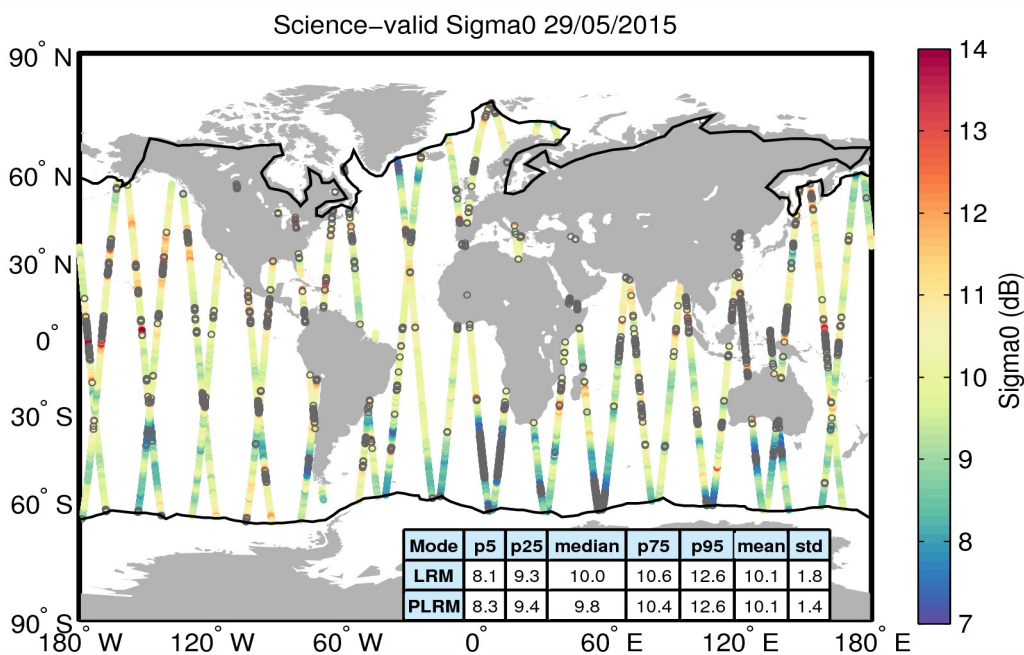 Science−valid Sigma0 29/05/2015
90° N
60° N
30° N
0°
30° S
60° S
90° S
180° W 120° W 60° W 0° 60° E 120° E 180° E
14
13
12
11
10
9
8
7
Sigma0 (dB)
Mode p5 p25 median p75 p95 mean std
LRM 8.1 9.3 10.0 10.6 12.6 10.1 1.8
PLRM 8.3 9.4 9.8 10.4 12.6 10.1 1.4